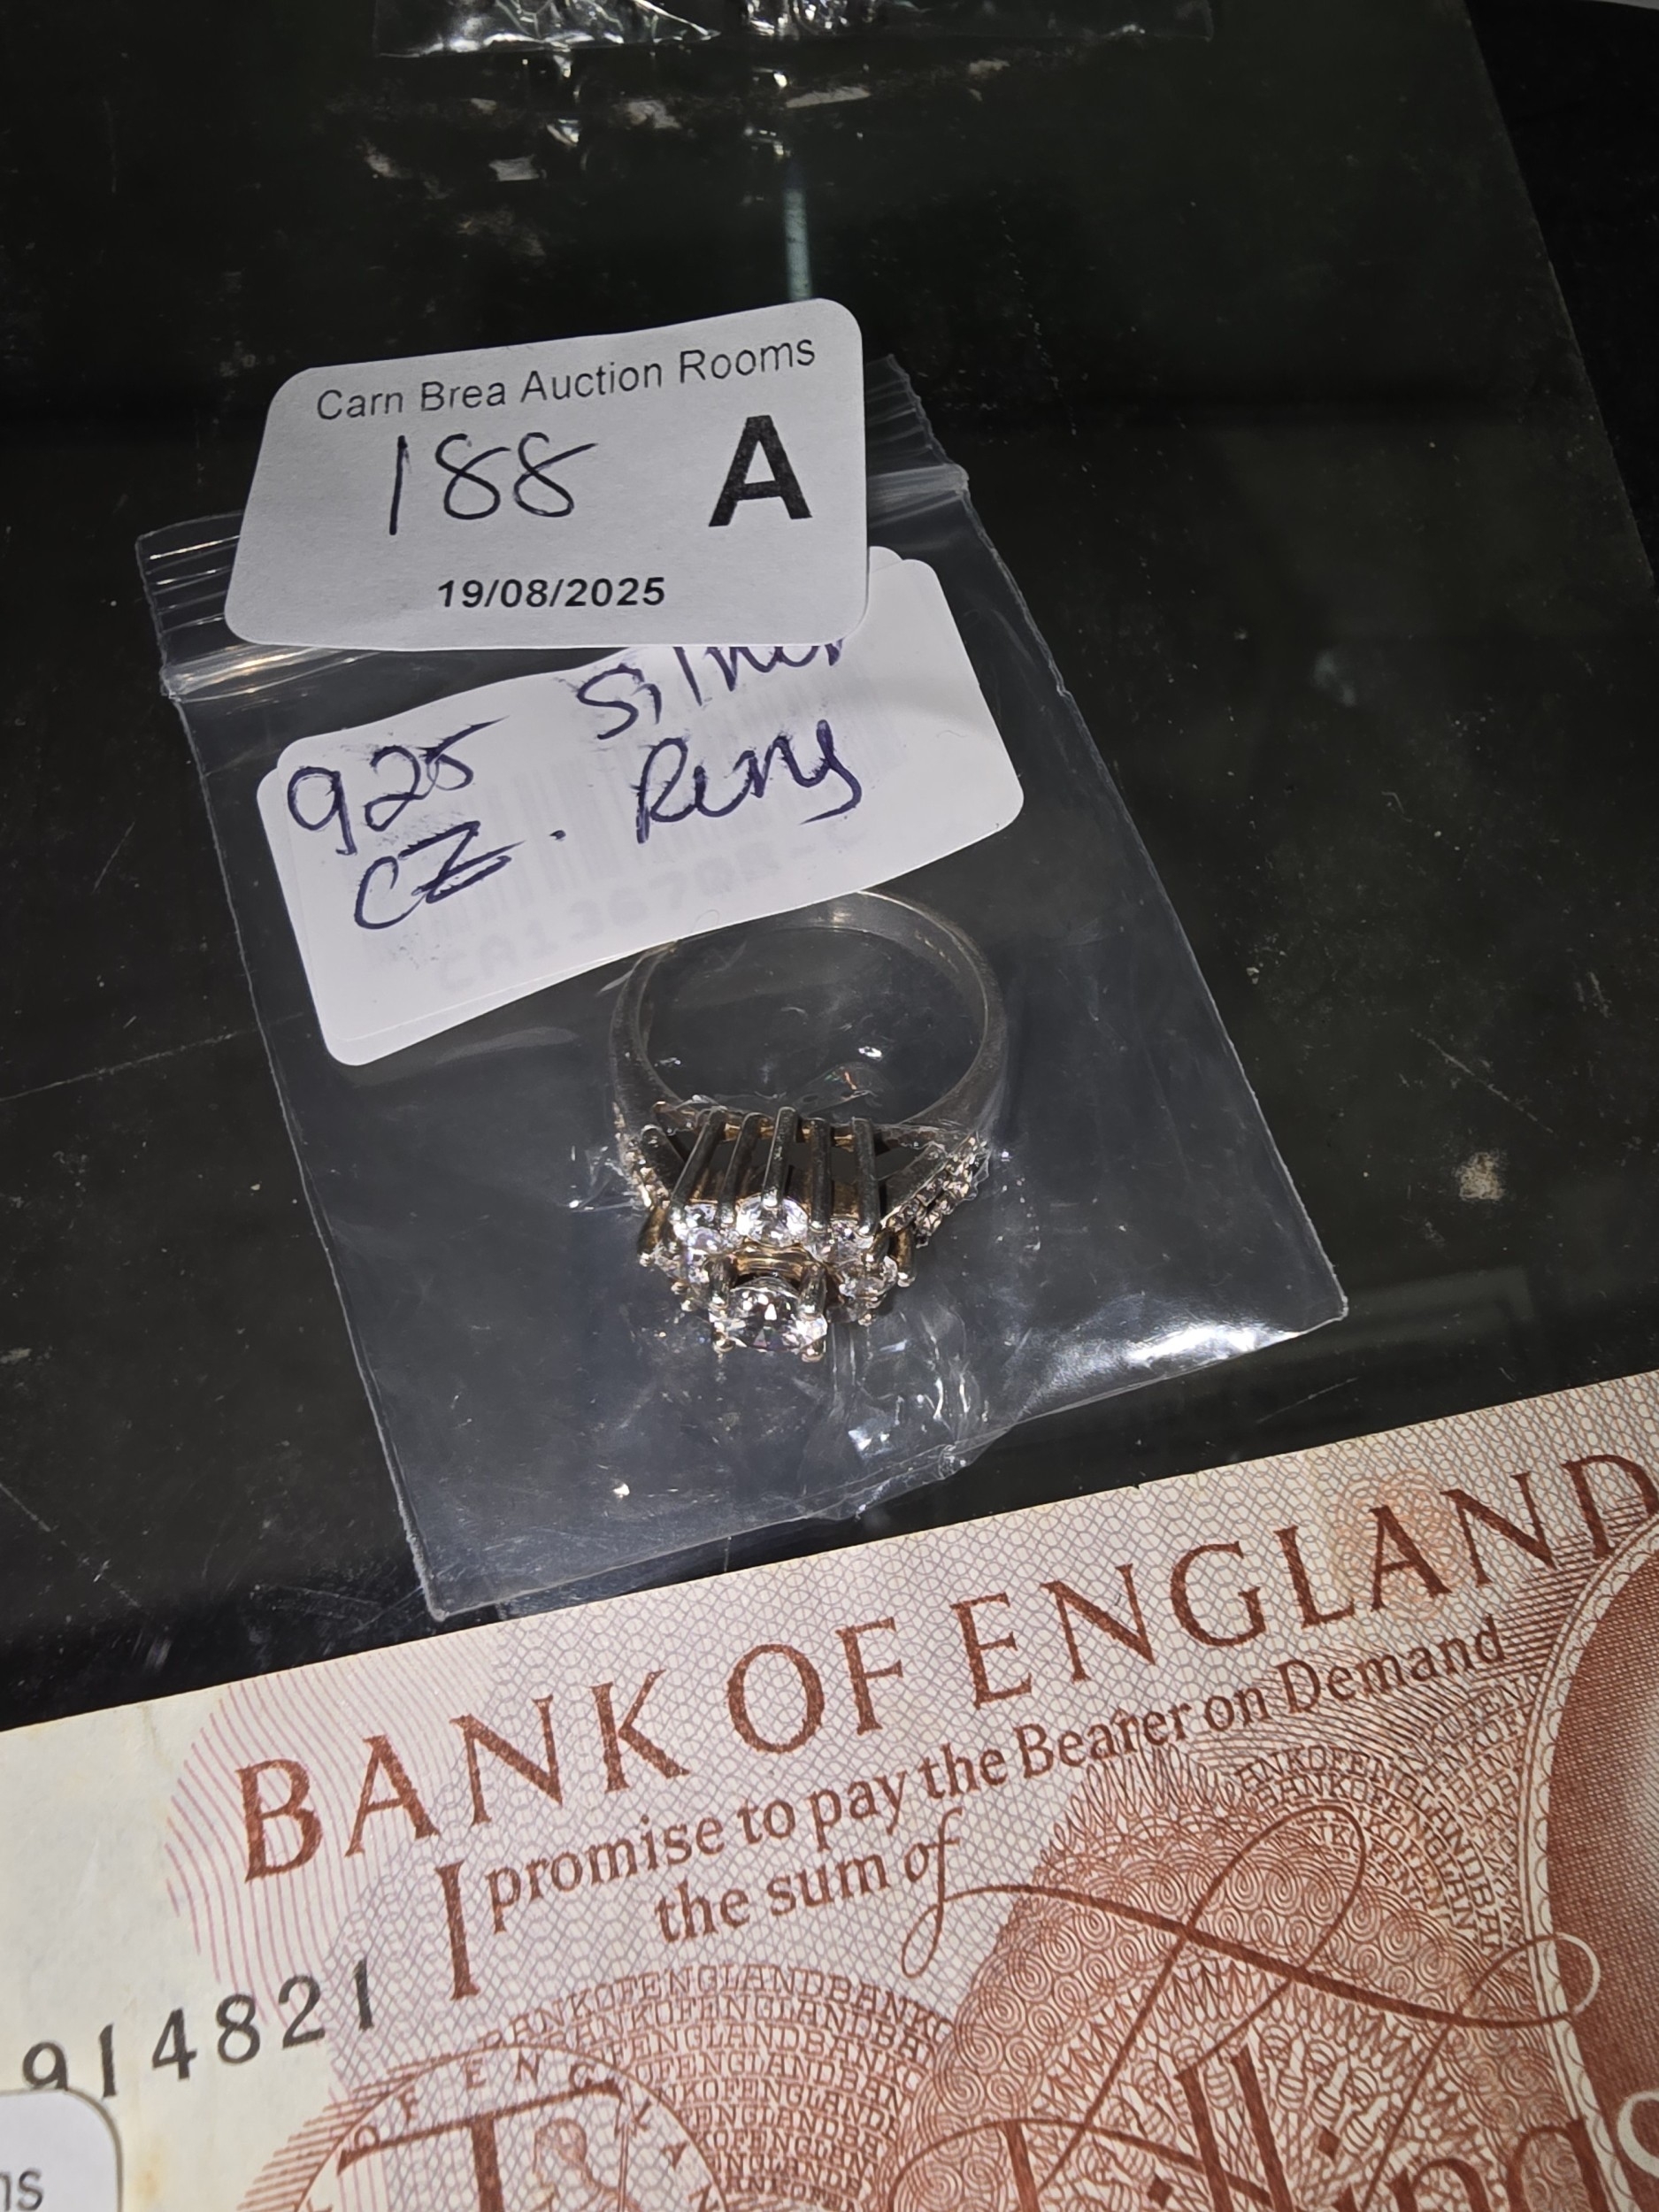 Carn Brea Auction Rooms
188 A
19/08/2025
925 Silver
CZ. Ring
BANK OF ENGLAND
I promise to pay the Bearer on Demand
the sum of
914821